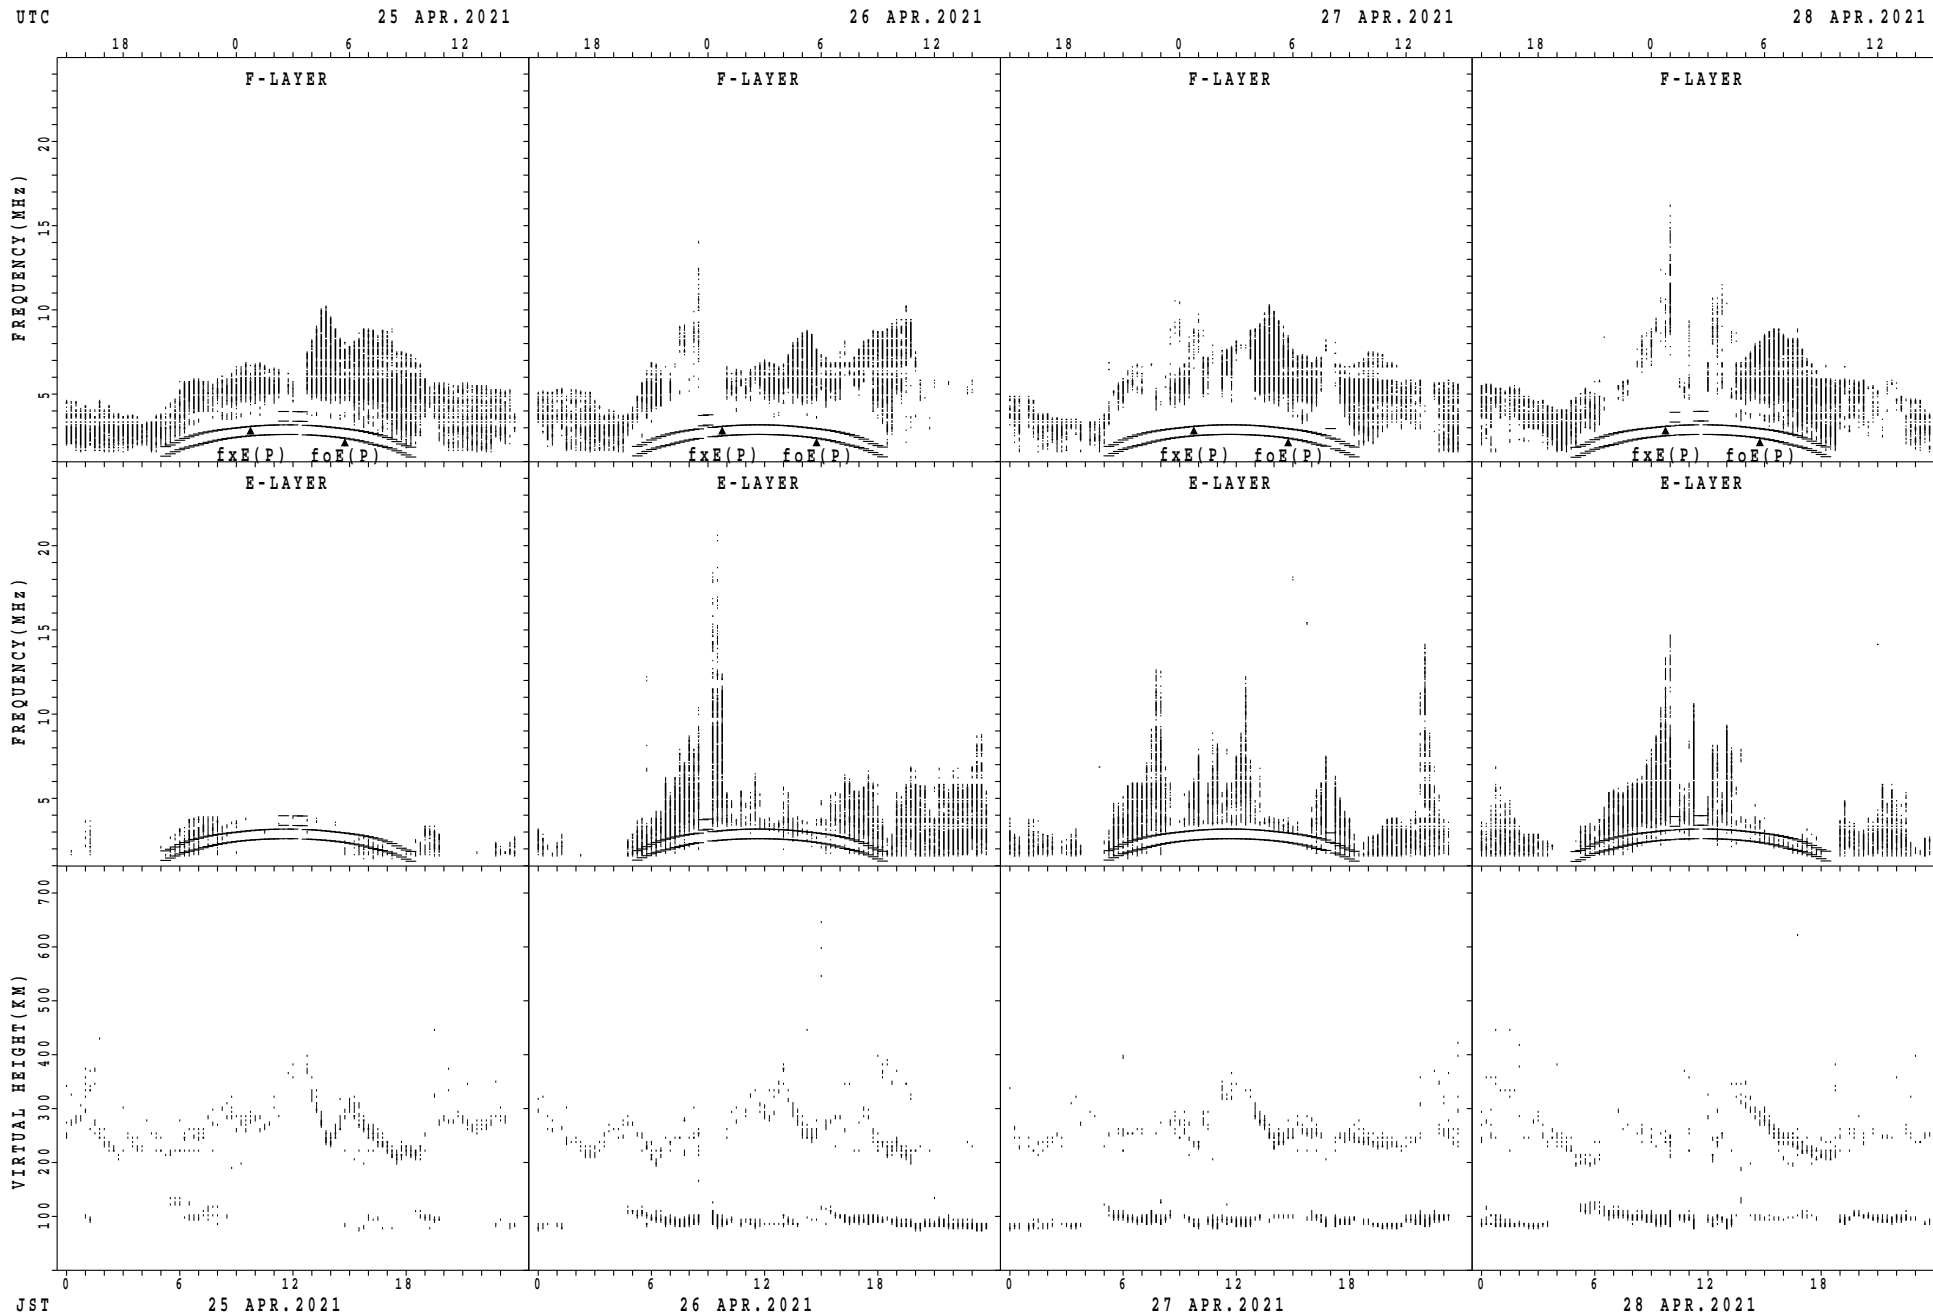 UTC 25 APR.2021 26 APR.2021 27 APR.2021 28 APR.2021
18 0 6 12 18 0 6 12 18 0 6 12 18 0 6 12
F-LAYER F-LAYER F-LAYER F-LAYER
FREQUENCY(MHz)
20
15
10
5
fxE(P) foE(P) fxE(P) foE(P) fxE(P) foE(P) fxE(P) foE(P)
E-LAYER E-LAYER E-LAYER E-LAYER
FREQUENCY(MHz)
20
15
10
5
VIRTUAL HEIGHT(KM)
700
600
500
400
300
200
100
0 6 12 18 0 6 12 18 0 6 12 18 0 6 12 18
JST 25 APR.2021 26 APR.2021 27 APR.2021 28 APR.2021